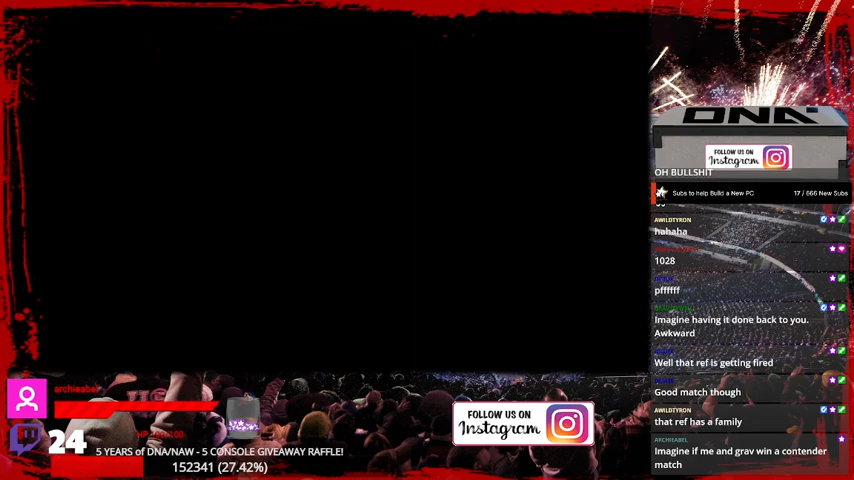 DNA
FOLLOW US ON
Instagram
OH BULLSHIT
Subs to help Build a New PC
17 / 666 New Subs
AWILDTYRON
hahaha
1028
pffffff
Imagine having it done back to you.
Awkward
Well that ref is getting fired
Good match though
AWILDTYRON
that ref has a family
ARCHIEABEL
Imagine if me and grav win a contender
match
archieabel
24
5 YEARS of DNA/NAW - 5 CONSOLE GIVEAWAY RAFFLE!
152341 (27.42%)
FOLLOW US ON
Instagram